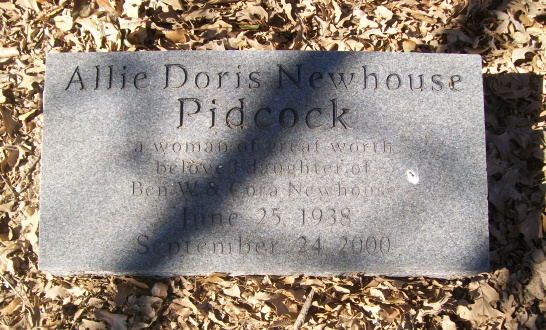 Allie Doris Newhouse
Pidcock
a woman of great worth
beloved daughter of
Ben W & Cora Newhouse
June 25, 1938
September 24, 2000